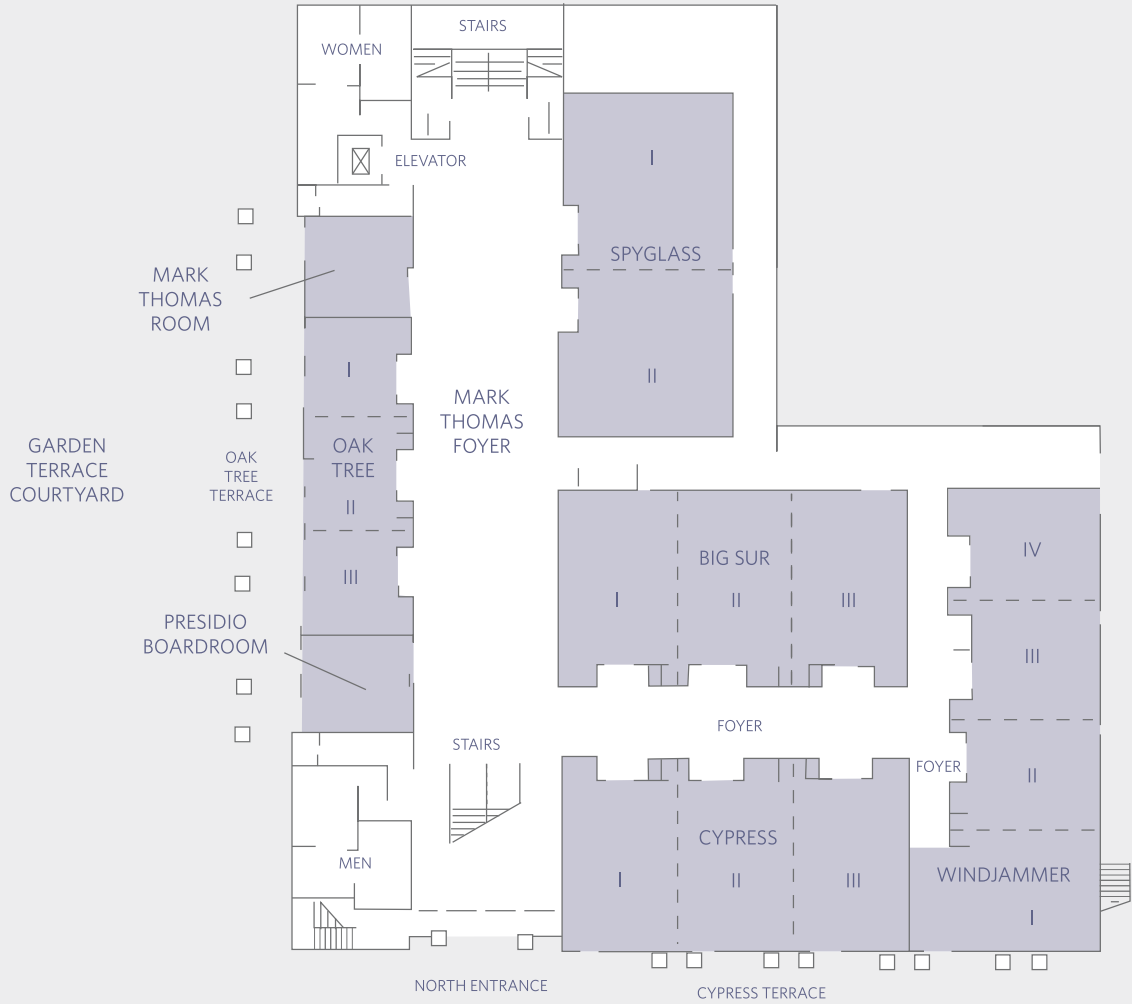 STAIRS
WOMEN
ELEVATOR
I
SPYGLASS
II
MARK
THOMAS
ROOM
I
MARK
THOMAS
FOYER
GARDEN
TERRACE
COURTYARD
OAK
TREE
TERRACE
OAK
TREE
II
III
BIG SUR
I
II
III
IV
III
II
PRESIDIO
BOARDROOM
STAIRS
FOYER
FOYER
CYPRESS
I
II
III
MEN
WINDJAMMER
I
NORTH ENTRANCE
CYPRESS TERRACE